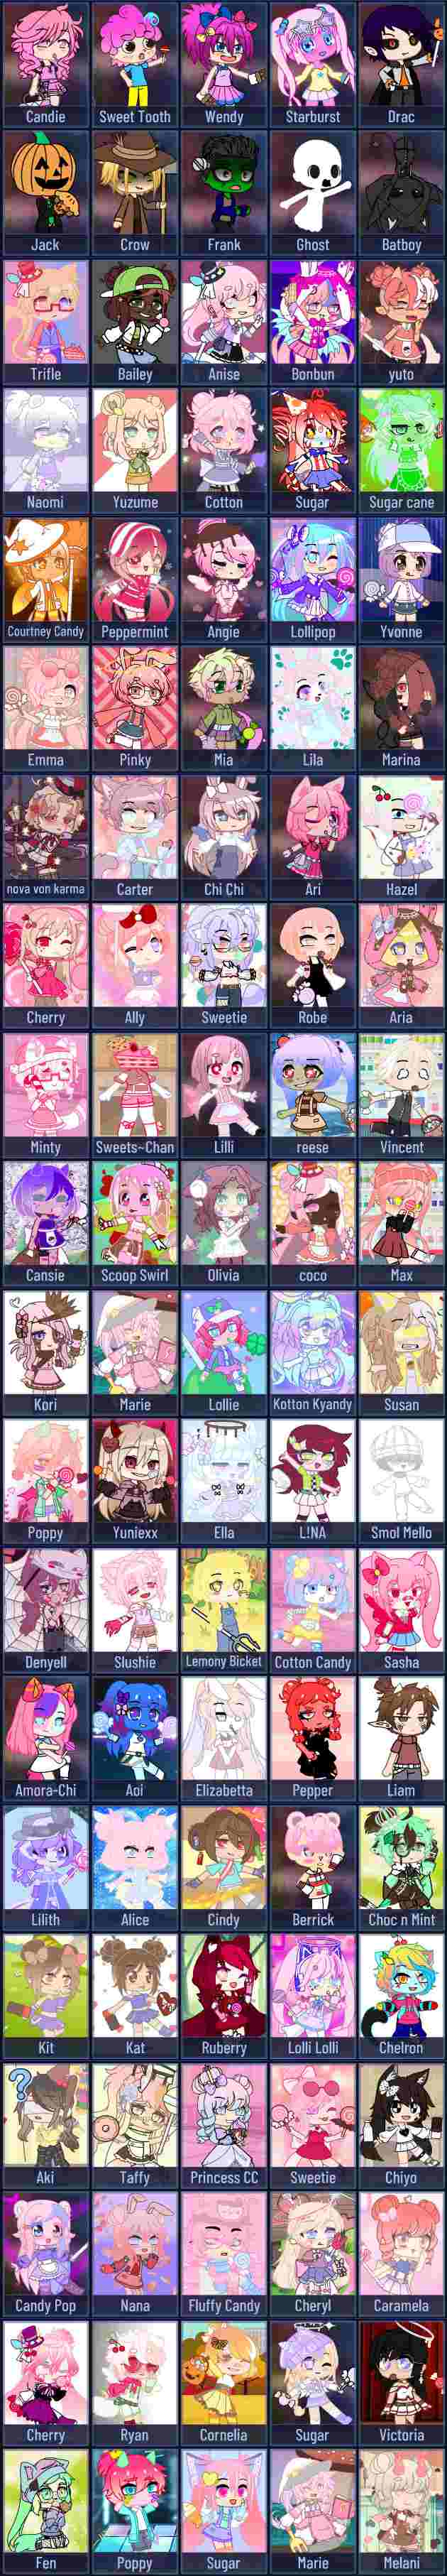 Candie
Sweet Tooth
Wendy
Starburst
Drac
Jack
Crow
Frank
Ghost
Batboy
Trifle
Bailey
Anise
Bonbun
yuto
Naomi
Yuzume
Cotton
Sugar
Sugar cane
Courtney Candy
Peppermint
Angie
Lollipop
Yvonne
Emma
Pinky
Mia
Lila
Marina
nova von karma
Carter
Chi Chi
Ari
Hazel
Cherry
Ally
Sweetie
Robe
Aria
Minty
Sweets~Chan
Lilli
reese
Vincent
Cansie
Scoop Swirl
Olivia
coco
Max
Kori
Marie
Lollie
Kotton Kyandy
Susan
Poppy
Yuniexx
Ella
L!NA
Smol Mello
Denyell
Slushie
Lemony Bicket
Cotton Candy
Sasha
Amora-Chi
Aoi
Elizabetta
Pepper
Liam
Lilith
Alice
Cindy
Berrick
Choc n Mint
Kit
Kat
Ruberry
Lolli Lolli
Chelron
?
Aki
Taffy
Princess CC
Sweetie
Chiyo
Candy Pop
Nana
Fluffy Candy
Cheryl
Caramela
Cherry
Ryan
Cornelia
Sugar
Victoria
Fen
Poppy
Sugar
Marie
Melani